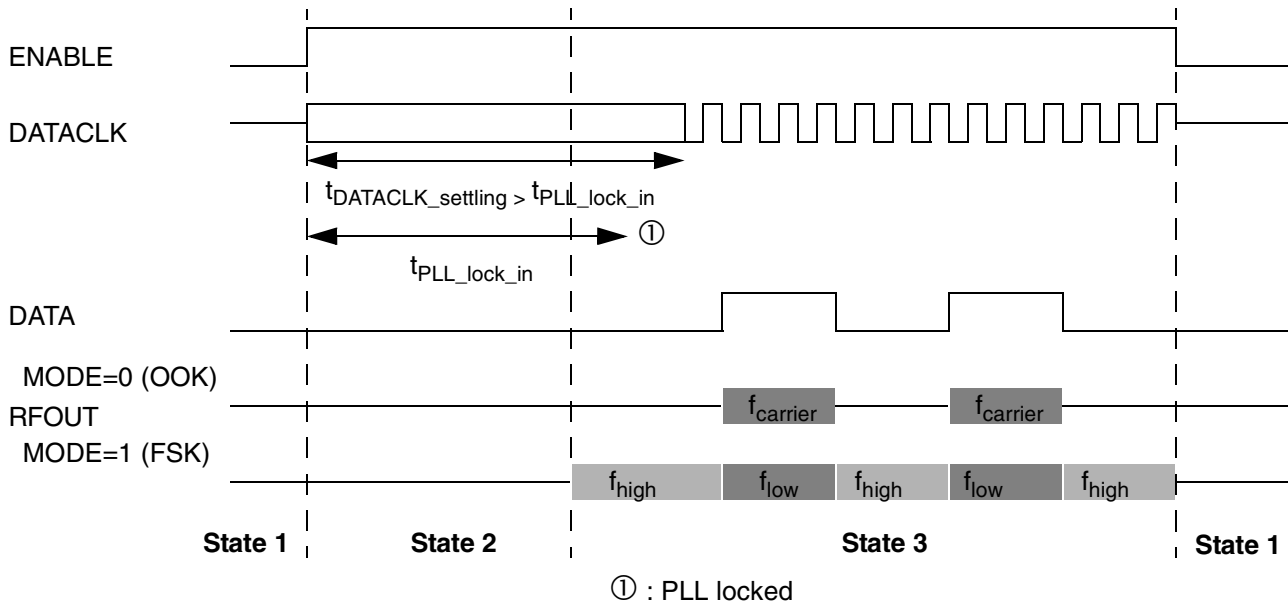 ENABLE
DATACLK
tDATACLK_settling > tPLL_lock_in
①
tPLL_lock_in
DATA
MODE=0 (OOK)
RFOUT
fcarrier fcarrier
MODE=1 (FSK)
fhigh flow fhigh flow fhigh
State 1 State 2 State 3 State 1
① : PLL locked